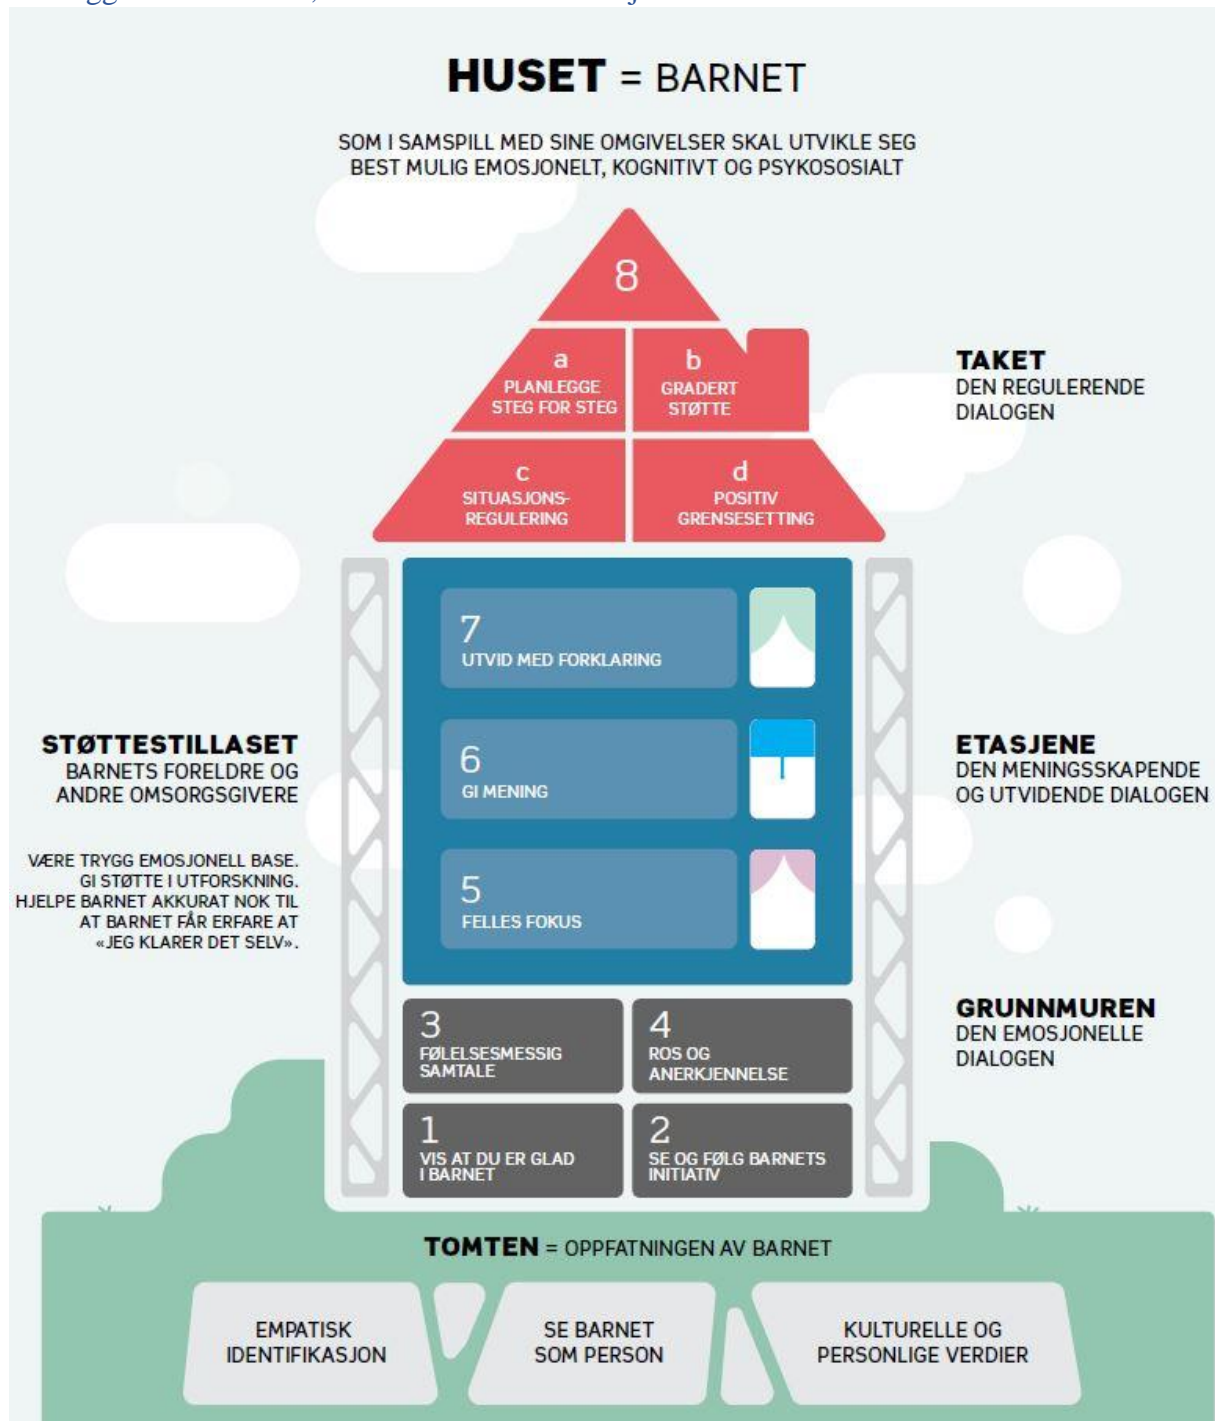 HUSET = BARNET
SOM I SAMSPILL MED SINE OMGIVELSER SKAL UTVIKLE SEG
BEST MULIG EMOSJONELT, KOGNITIVT OG PSYKOSOSIALT
8
a
PLANLEGGE
STEG FOR STEG
b
GRADERT
STØTTE
c
SITUASJONS-
REGULERING
d
POSITIV
GRENSESETTING
TAKET
DEN REGULERENDE
DIALOGEN
7
UTVID MED FORKLARING
6
GI MENING
5
FELLES FOKUS
STØTTESTILLASET
BARNETS FORELDRE OG
ANDRE OMSORGSGIVERE
VÆRE TRYGG EMOSJONELL BASE.
GI STØTTE I UTFORSKNING.
HJELPE BARNET AKKURAT NOK TIL
AT BARNET FÅR ERFARE AT
«JEG KLARER DET SELV».
ETASJENE
DEN MENINGSSKAPENDE
OG UTVIDENDE DIALOGEN
3
FØLELSESMESSIG
SAMTALE
4
ROS OG
ANERKJENNELSE
1
VIS AT DU ER GLAD
I BARNET
2
SE OG FØLG BARNETS
INITIATIV
GRUNNMUREN
DEN EMOSJONELLE
DIALOGEN
TOMTEN = OPPFATNINGEN AV BARNET
EMPATISK
IDENTIFIKASJON
SE BARNET
SOM PERSON
KULTURELLE OG
PERSONLIGE VERDIER